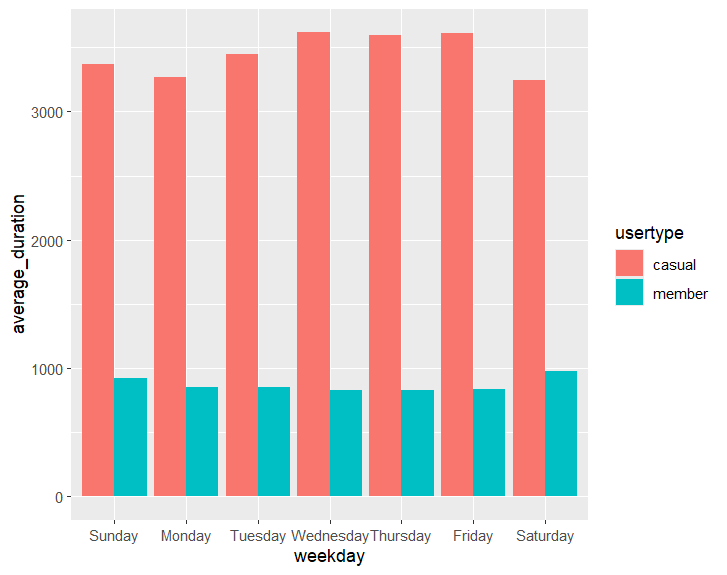 3000
2000
1000
0
average_duration
Sunday Monday Tuesday Wednesday Thursday Friday Saturday
weekday
usertype
casual
member